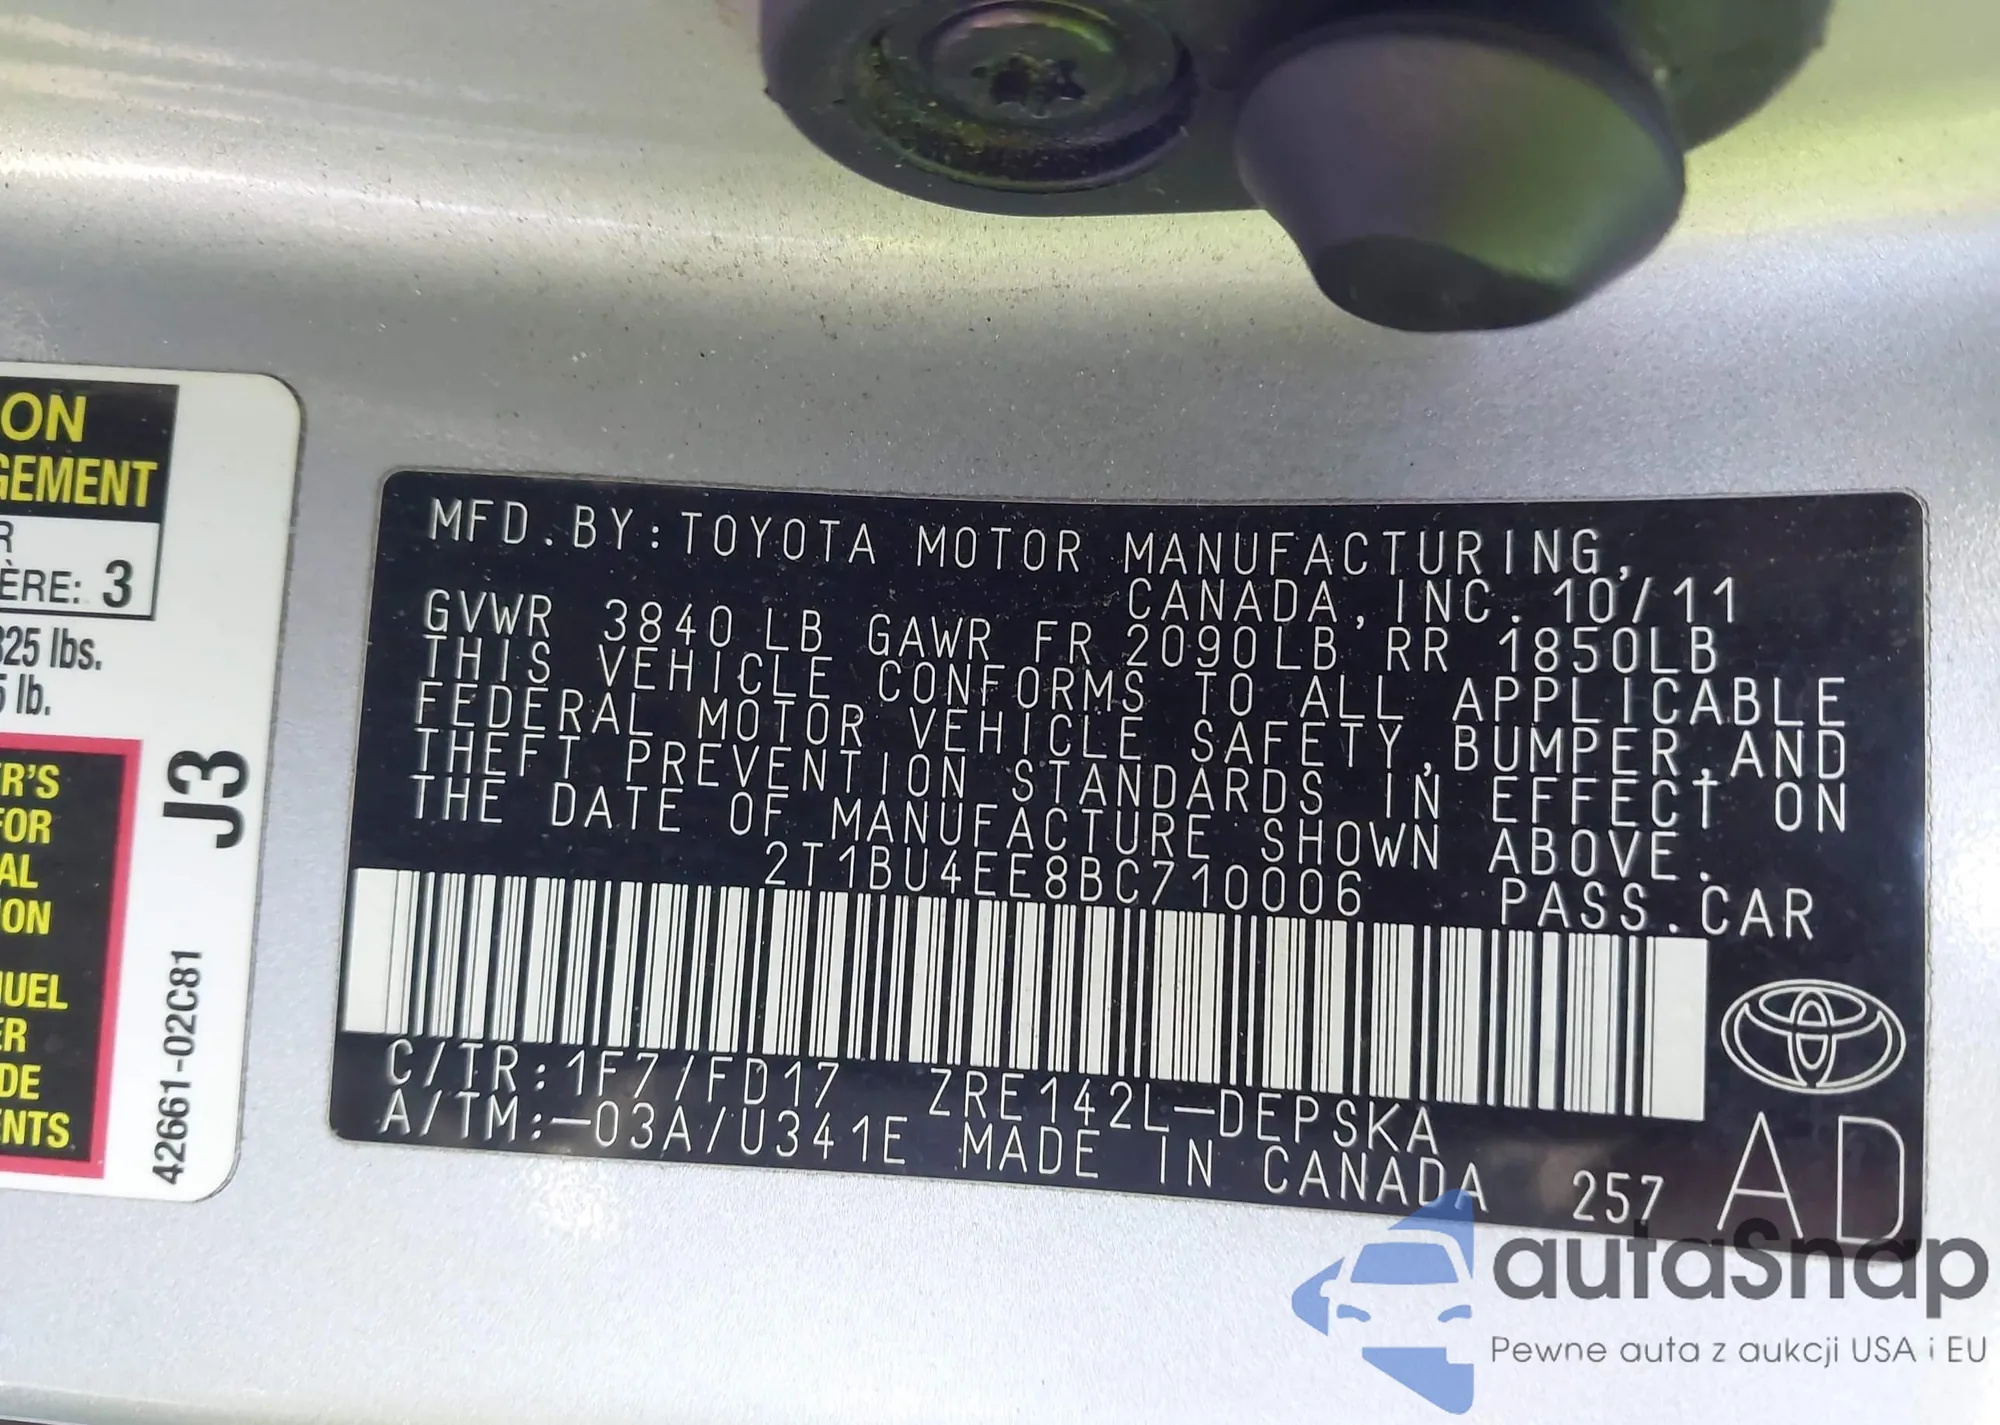 ON
GEMENT
R
ÈRE: 3
325 lbs.
5 lb.
ER'S
FOR
AL
ION
NUEL
ER
DE
ENTS
J3
42661-02C81
MFD.BY:TOYOTA MOTOR MANUFACTURING,
CANADA,INC. 10/11
GVWR 3840LB GAWR FR 2090LB RR 1850LB
THIS VEHICLE CONFORMS TO ALL APPLICABLE
FEDERAL MOTOR VEHICLE SAFETY,BUMPER,AND
THEFT PREVENTION STANDARDS IN EFFECT ON
THE DATE OF MANUFACTURE SHOWN ABOVE.
2T1BU4EE8BC710006 PASS.CAR
C/TR:1F7/FD17 ZRE142L-DEPSKA
A/TM:-03A/U341E MADE IN CANADA 257
AD
autaSnap
Pewne auta z aukcji USA i EU